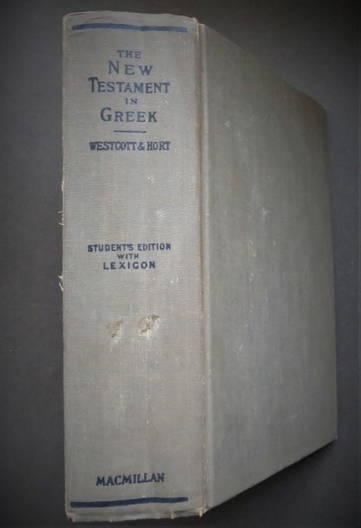 THE
NEW
TESTAMENT
IN
GREEK
WESTCOTT & HORT
STUDENT'S EDITION
WITH
LEXICON
MACMILLAN